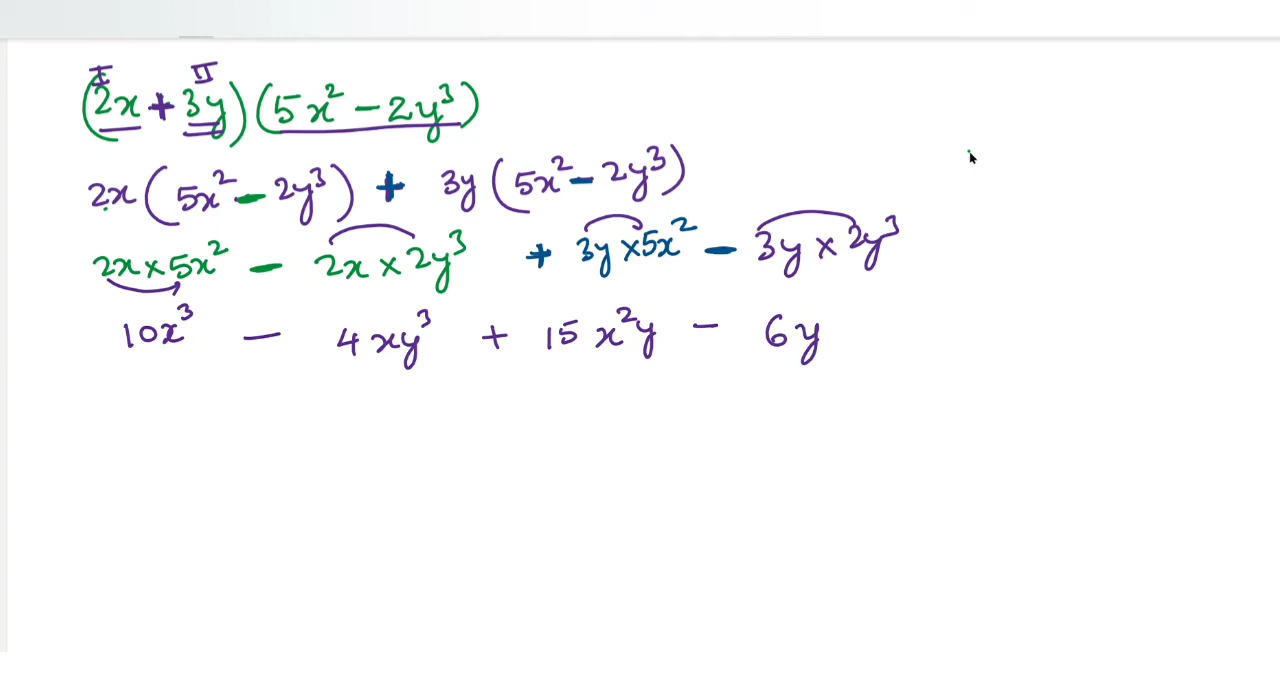 I II
(2x + 3y) (5x² - 2y³)
2x (5x² - 2y³) + 3y (5x² - 2y³)
2x × 5x² - 2x × 2y³ + 3y × 5x² - 3y × 2y³
10x³ - 4xy³ + 15x²y - 6y